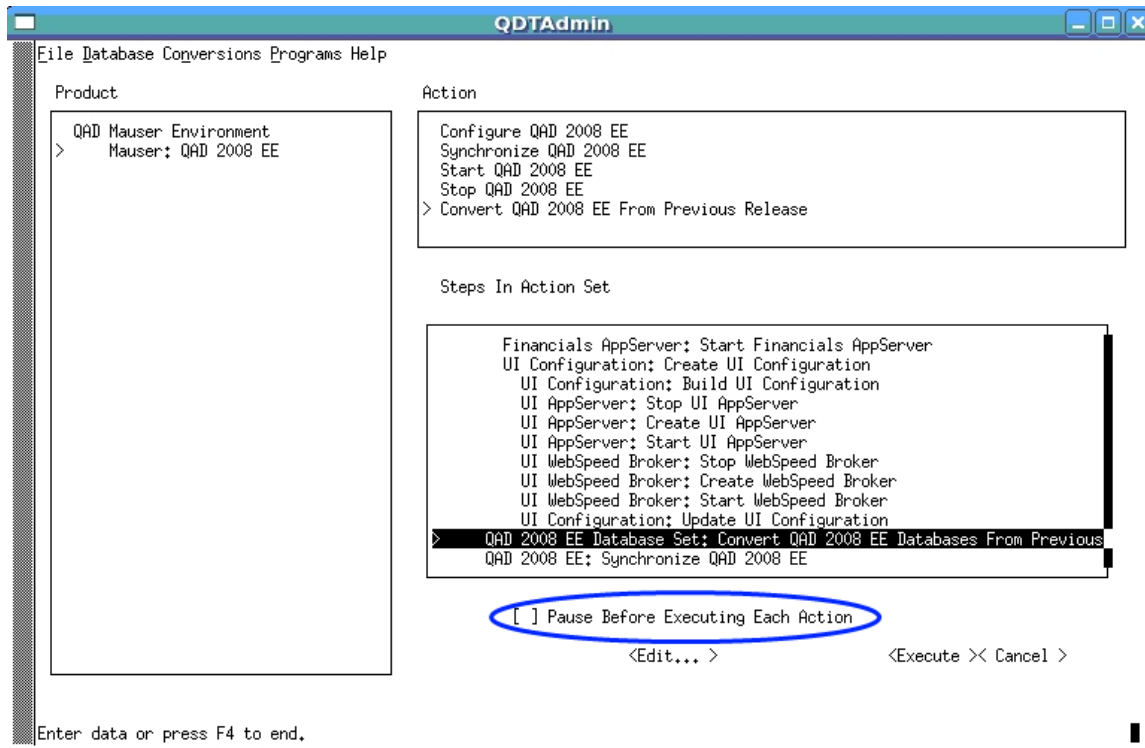 QDTAdmin
File Database Conversions Programs Help
Product
QAD Mauser Environment
> Mauser: QAD 2008 EE
Action
Configure QAD 2008 EE
Synchronize QAD 2008 EE
Start QAD 2008 EE
Stop QAD 2008 EE
> Convert QAD 2008 EE From Previous Release
Steps In Action Set
Financials AppServer: Start Financials AppServer
UI Configuration: Create UI Configuration
UI Configuration: Build UI Configuration
UI AppServer: Stop UI AppServer
UI AppServer: Create UI AppServer
UI AppServer: Start UI AppServer
UI WebSpeed Broker: Stop WebSpeed Broker
UI WebSpeed Broker: Create WebSpeed Broker
UI WebSpeed Broker: Start WebSpeed Broker
UI Configuration: Update UI Configuration
> QAD 2008 EE Database Set: Convert QAD 2008 EE Databases From Previous
QAD 2008 EE: Synchronize QAD 2008 EE
[ ] Pause Before Executing Each Action
<Edit... > <Execute >< Cancel >
Enter data or press F4 to end.